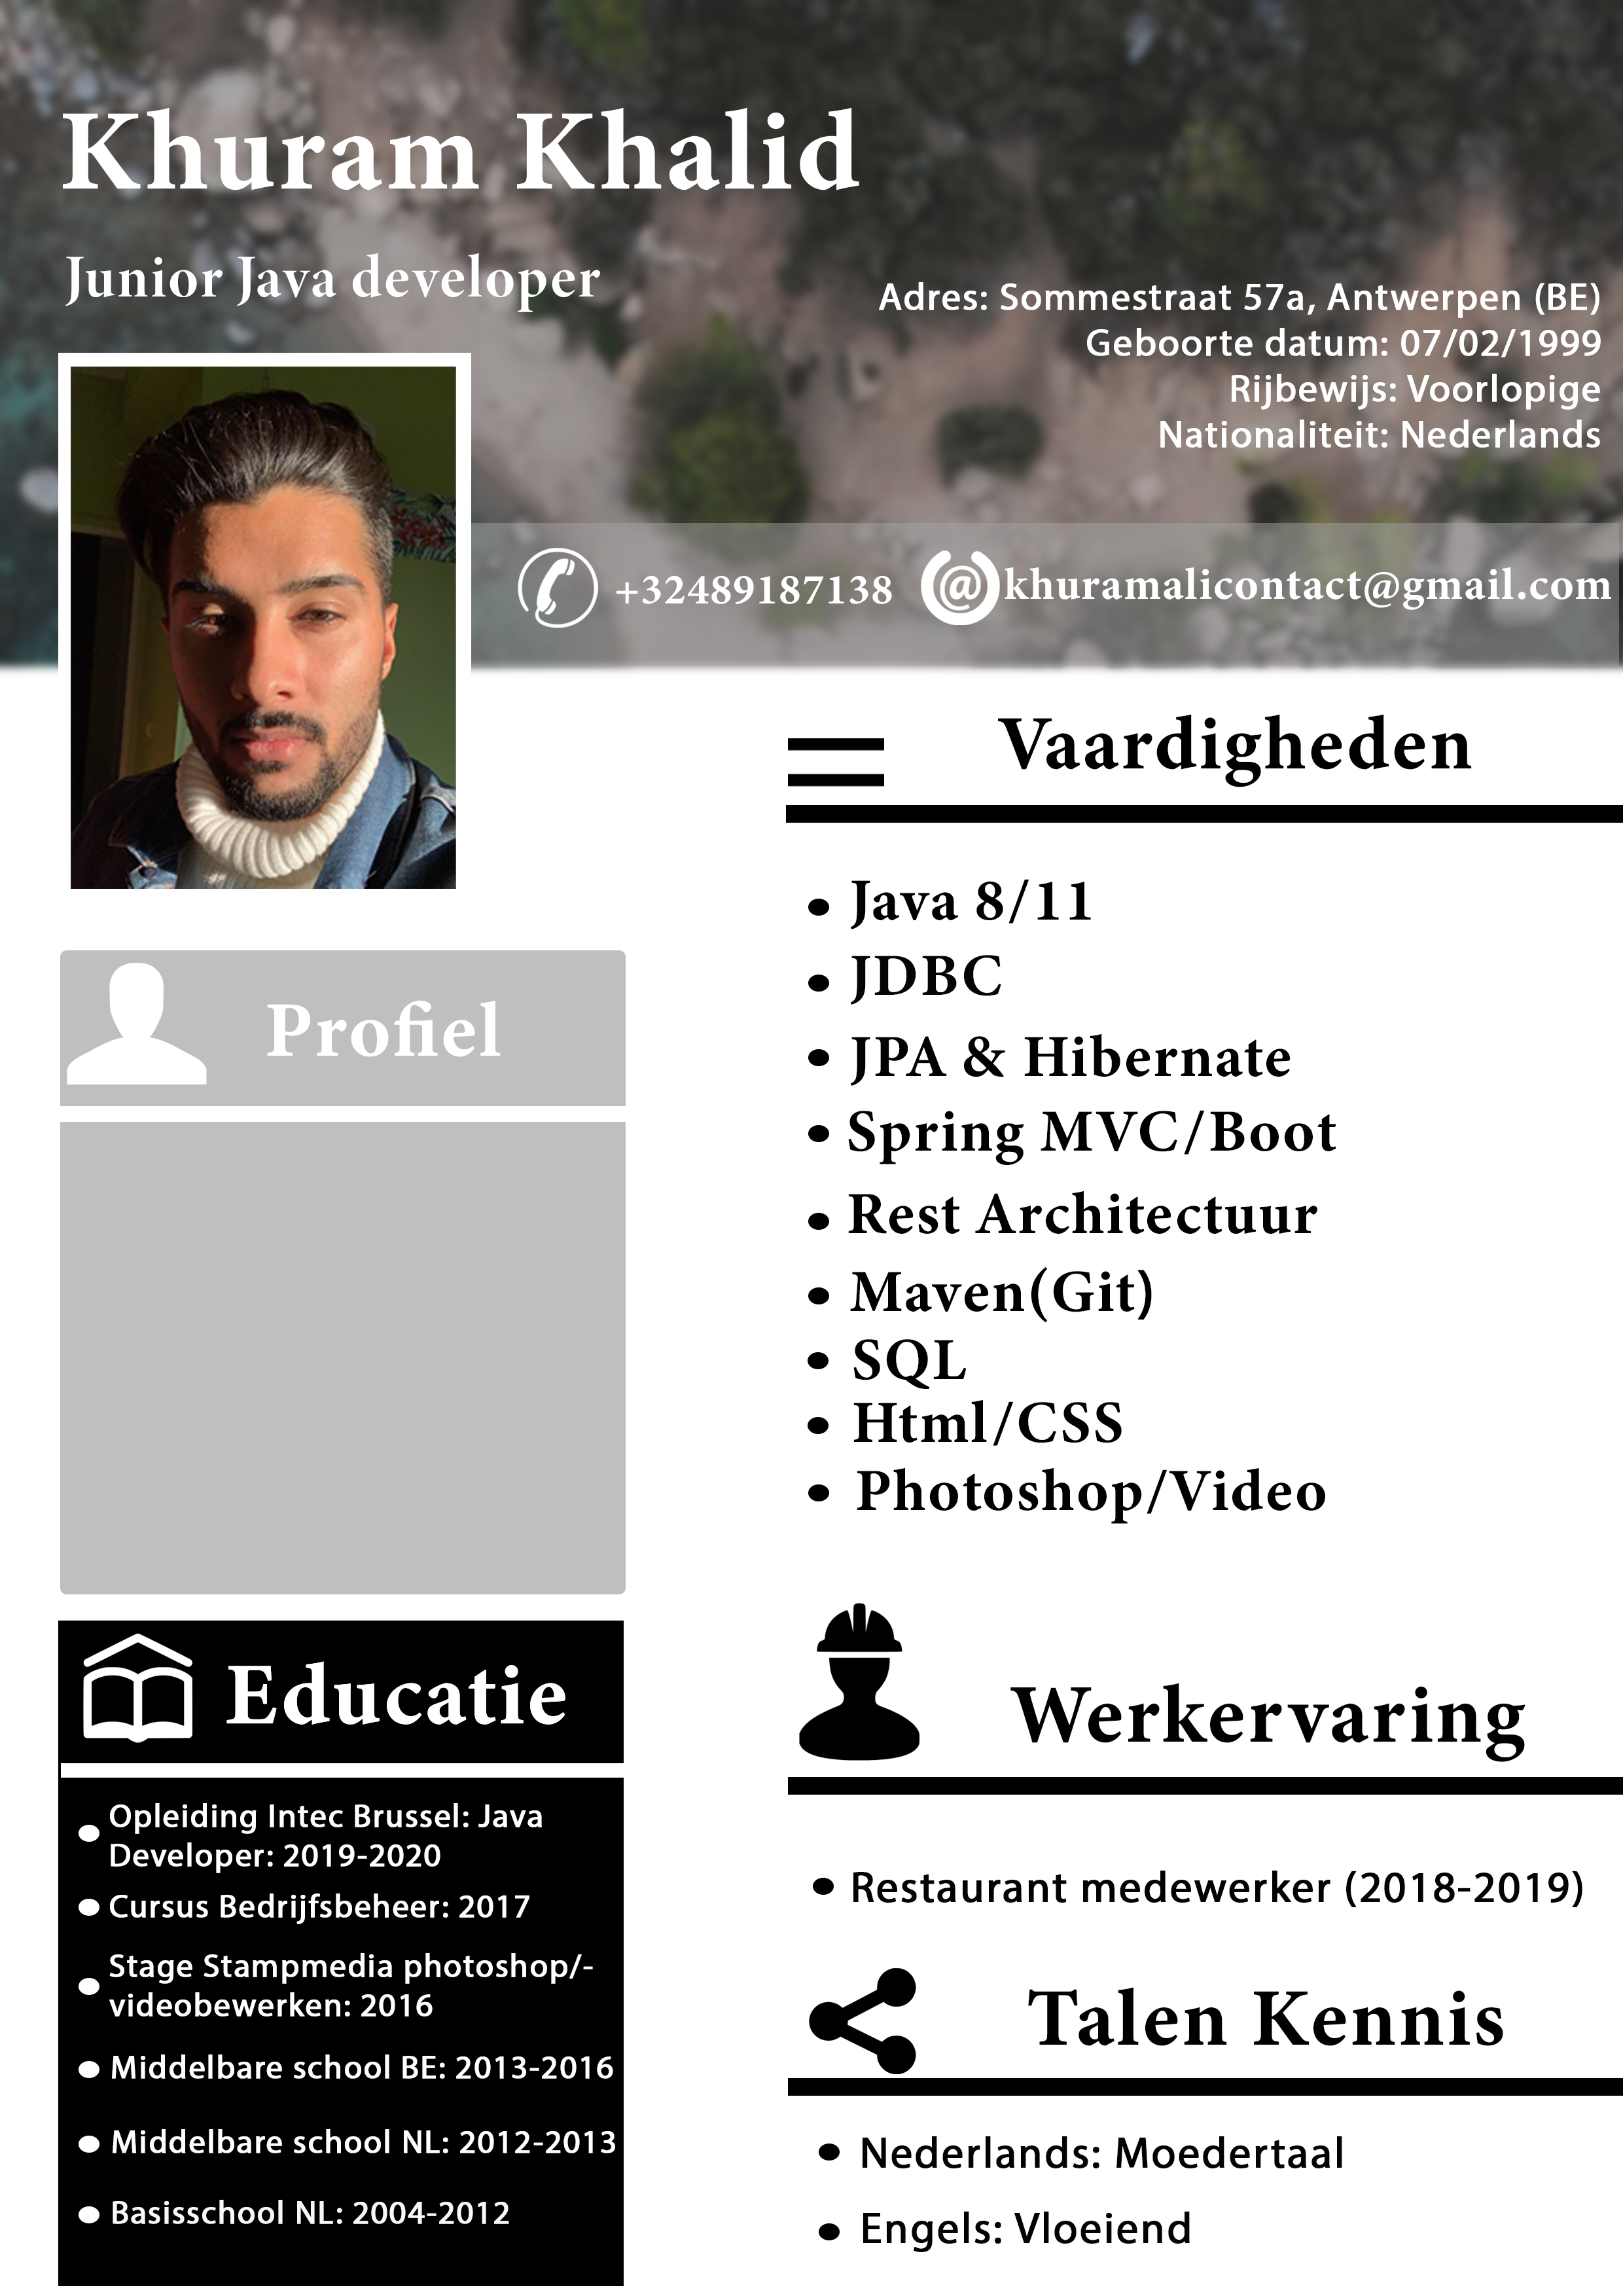 Khuram Khalid
Junior Java developer
Adres: Sommestraat 57a, Antwerpen (BE)
Geboorte datum: 07/02/1999
Rijbewijs: Voorlopige
Nationaliteit: Nederlands
+32489187138
@
khuramalicontact@gmail.com
Profiel
Educatie
Opleiding Intec Brussel: Java
Developer: 2019-2020
Cursus Bedrijfsbeheer: 2017
Stage Stampmedia photoshop/-
videobewerken: 2016
Middelbare school BE: 2013-2016
Middelbare school NL: 2012-2013
Basisschool NL: 2004-2012
Vaardigheden
Java 8/11
JDBC
JPA & Hibernate
Spring MVC/Boot
Rest Architectuur
Maven(Git)
SQL
Html/CSS
Photoshop/Video
Werkervaring
Restaurant medewerker (2018-2019)
Talen Kennis
Nederlands: Moedertaal
Engels: Vloeiend